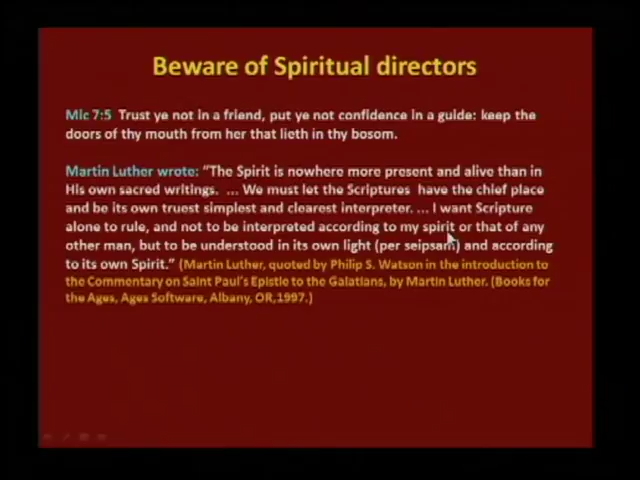 Beware of Spiritual directors
Mic 7:5 Trust ye not in a friend, put ye not confidence in a guide: keep the
doors of thy mouth from her that lieth in thy bosom.
Martin Luther wrote: “The Spirit is nowhere more present and alive than in
His own sacred writings. ... We must let the Scriptures have the chief place
and be its own truest simplest and clearest interpreter. ... I want Scripture
alone to rule, and not to be interpreted according to my spirit or that of any
other man, but to be understood in its own light (per seipsam) and according
to its own Spirit.” (Martin Luther, quoted by Philip S. Watson in the introduction to
the Commentary on Saint Paul's Epistle to the Galatians, by Martin Luther. (Books for
the Ages, Ages Software, Albany, OR,1997.)